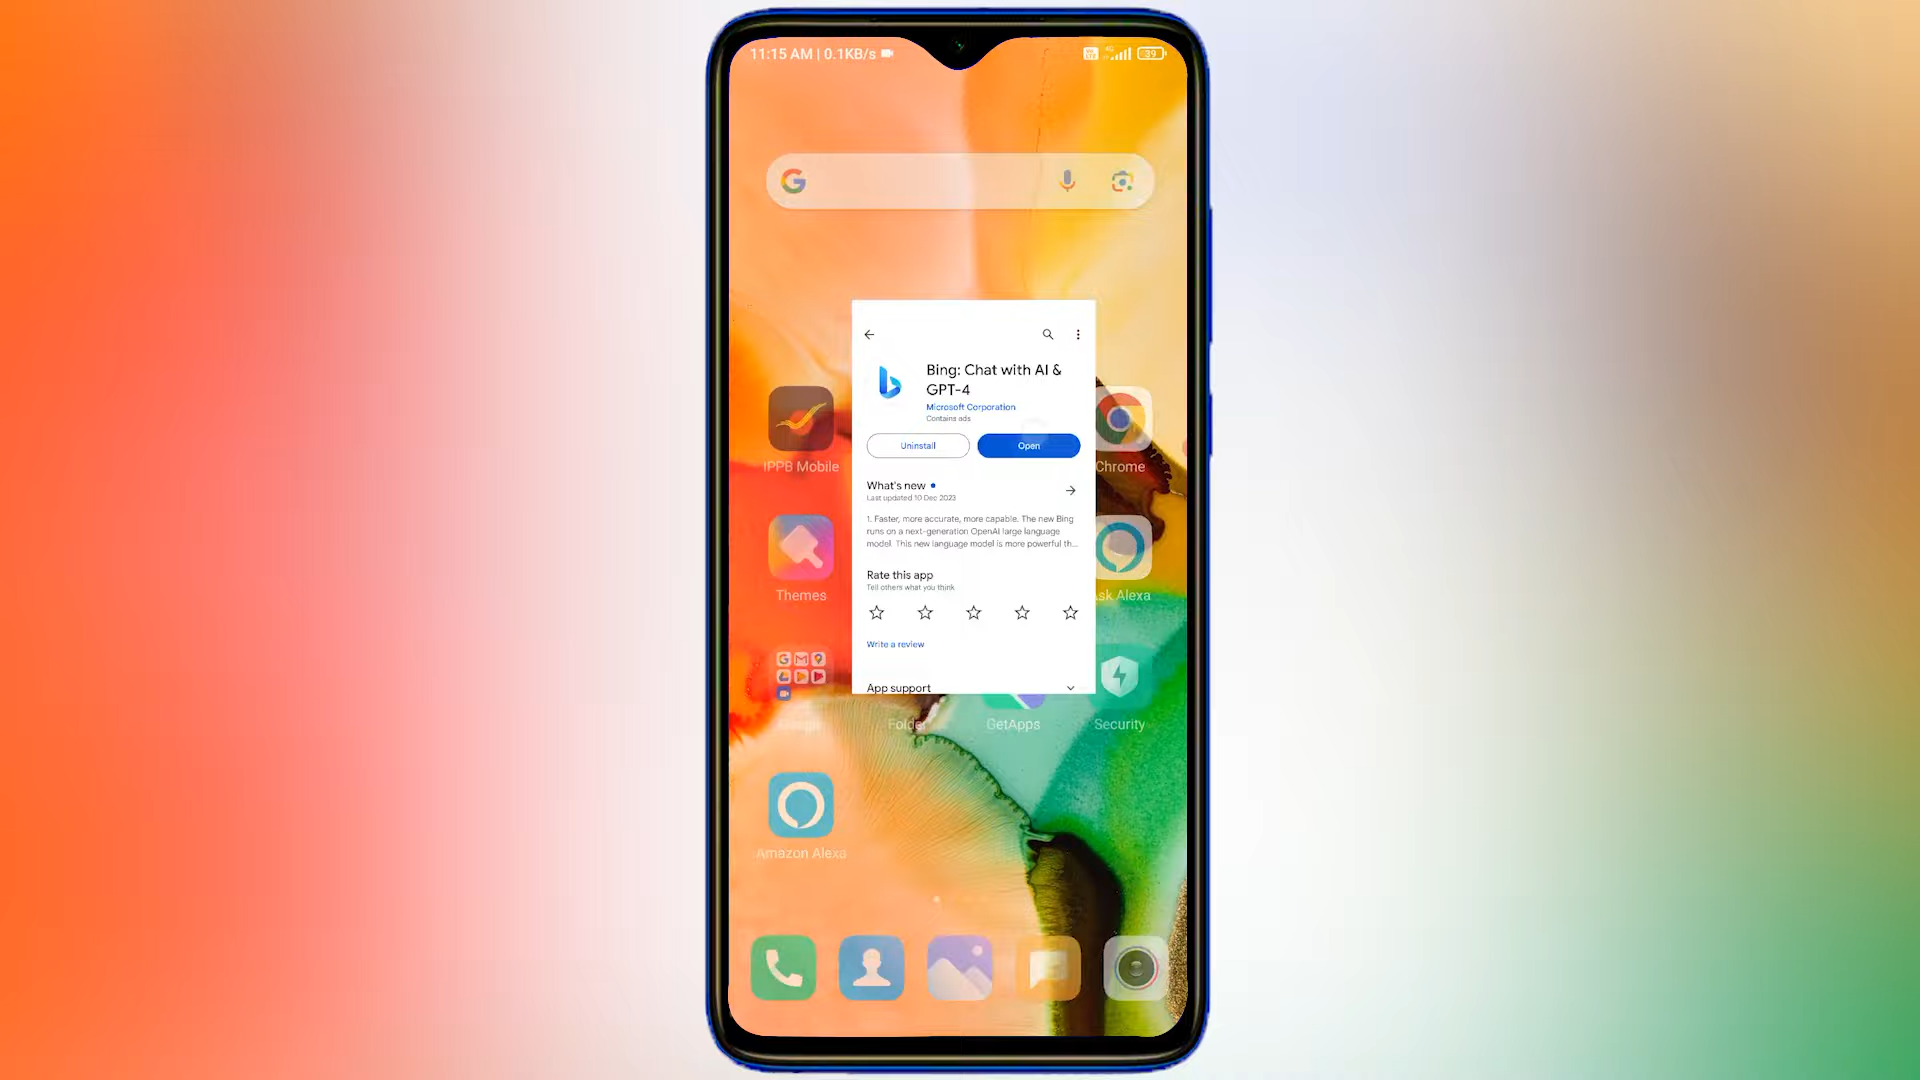 11:15 AM | 0.1KB/s
39
Bing: Chat with AI &
GPT-4
Microsoft Corporation
Contains ads
Uninstall
Open
IPPB Mobile
Chrome
What's new
Last updated 10 Dec 2023
1. Faster, more accurate, more capable. The new Bing
runs on a next-generation OpenAI large language
model. This new language model is more powerful th...
Rate this app
Tell others what you think
Themes
sk Alexa
Write a review
App support
Folder
GetApps
Security
Amazon Alexa